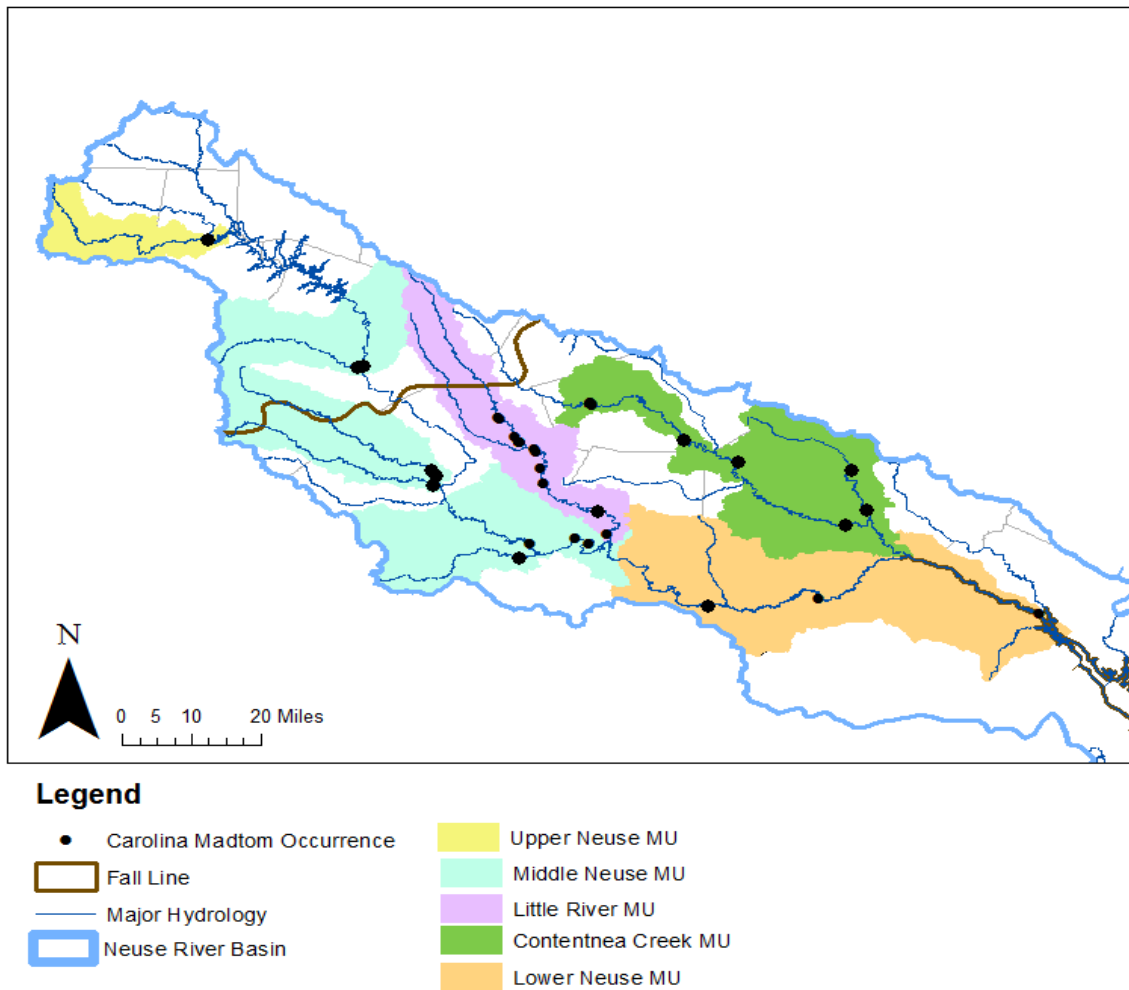 N
0 5 10 20 Miles
Legend
Carolina Madtom Occurrence
Fall Line
Major Hydrology
Neuse River Basin
Upper Neuse MU
Middle Neuse MU
Little River MU
Contentnea Creek MU
Lower Neuse MU